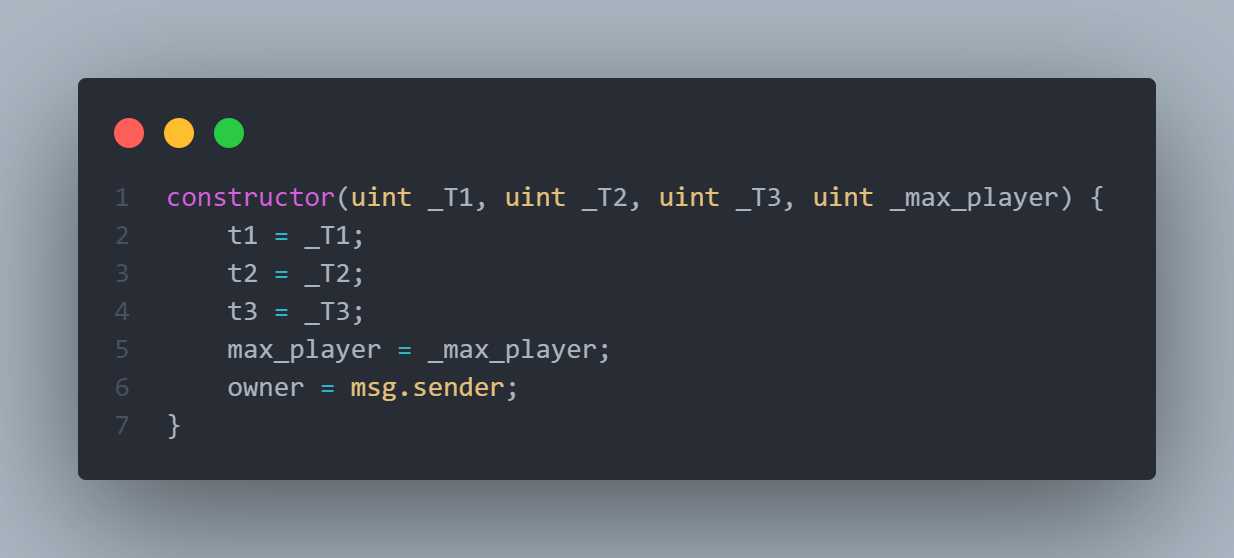 1 constructor(uint _T1, uint _T2, uint _T3, uint _max_player) {
2     t1 = _T1;
3     t2 = _T2;
4     t3 = _T3;
5     max_player = _max_player;
6     owner = msg.sender;
7 }